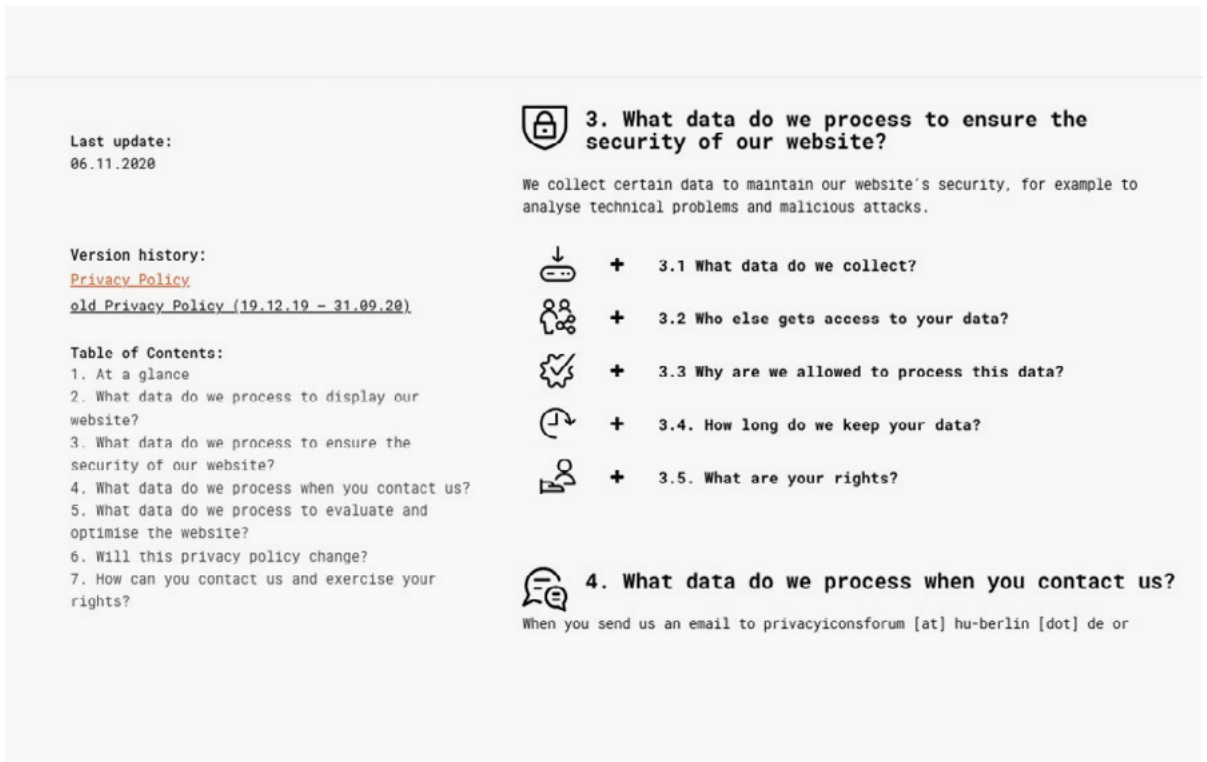 Last update:
06.11.2020
Version history:
Privacy Policy
old Privacy Policy (19.12.19 – 31.09.20)
Table of Contents:
1. At a glance
2. What data do we process to display our
website?
3. What data do we process to ensure the
security of our website?
4. What data do we process when you contact us?
5. What data do we process to evaluate and
optimise the website?
6. Will this privacy policy change?
7. How can you contact us and exercise your
rights?
3. What data do we process to ensure the
security of our website?
We collect certain data to maintain our website´s security, for example to
analyse technical problems and malicious attacks.
+ 3.1 What data do we collect?
+ 3.2 Who else gets access to your data?
+ 3.3 Why are we allowed to process this data?
+ 3.4. How long do we keep your data?
+ 3.5. What are your rights?
4. What data do we process when you contact us?
When you send us an email to privacyiconsforum [at] hu-berlin [dot] de or